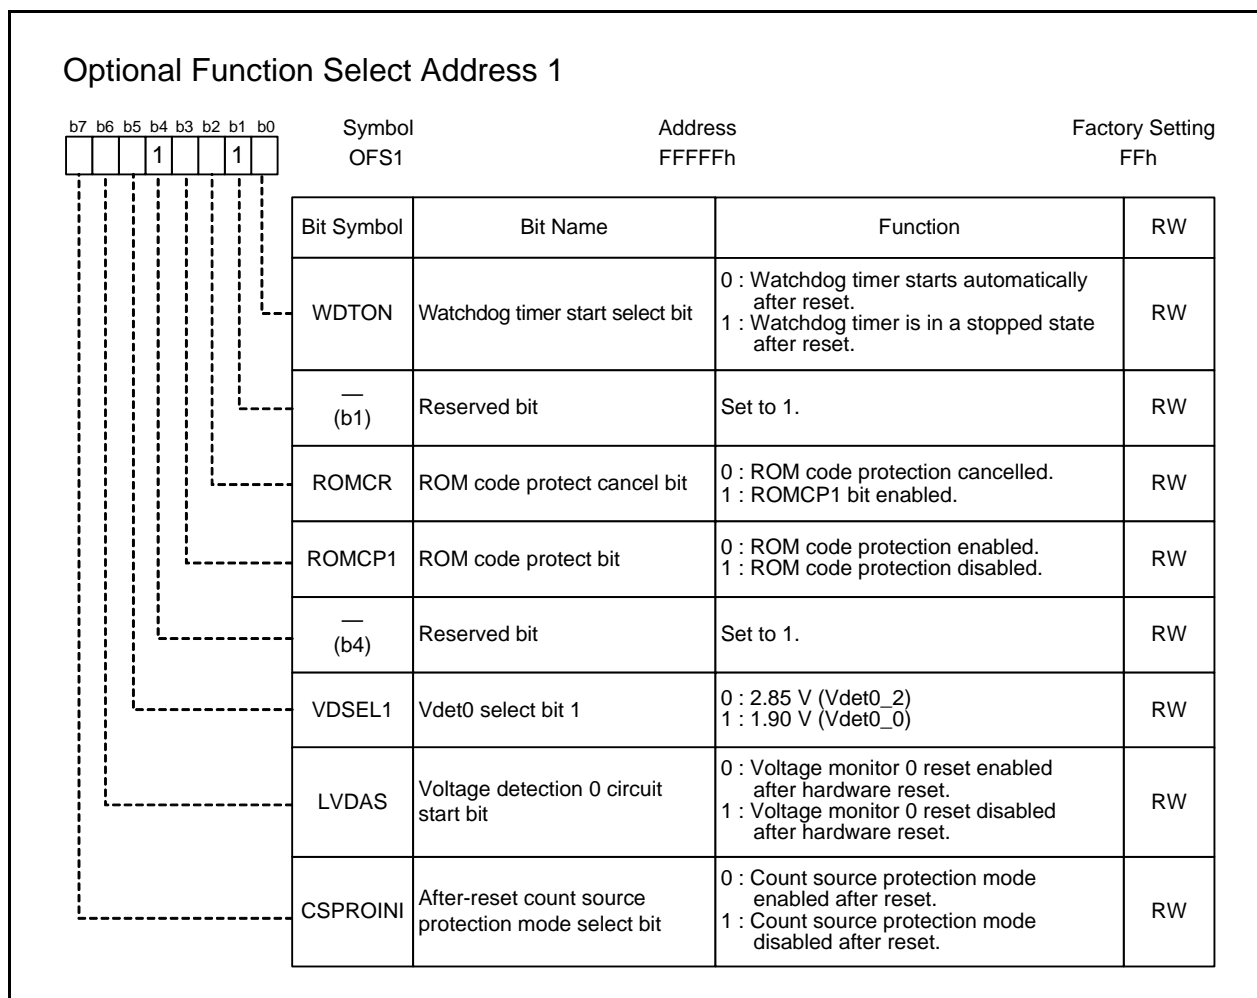 Optional Function Select Address 1
b7 b6 b5 b4 b3 b2 b1 b0
Symbol Address Factory Setting
1 1
OFS1 FFFFFh FFh
Bit Symbol Bit Name Function RW
WDTON Watchdog timer start select bit
0 : Watchdog timer starts automatically
after reset.
1 : Watchdog timer is in a stopped state
after reset.
RW
—
(b1)
Reserved bit Set to 1. RW
ROMCR ROM code protect cancel bit
0 : ROM code protection cancelled.
1 : ROMCP1 bit enabled.
RW
ROMCP1 ROM code protect bit
0 : ROM code protection enabled.
1 : ROM code protection disabled.
RW
—
(b4)
Reserved bit Set to 1. RW
VDSEL1 Vdet0 select bit 1
0 : 2.85 V (Vdet0_2)
1 : 1.90 V (Vdet0_0)
RW
LVDAS
Voltage detection 0 circuit
start bit
0 : Voltage monitor 0 reset enabled
after hardware reset.
1 : Voltage monitor 0 reset disabled
after hardware reset.
RW
CSPROINI
After-reset count source
protection mode select bit
0 : Count source protection mode
enabled after reset.
1 : Count source protection mode
disabled after reset.
RW